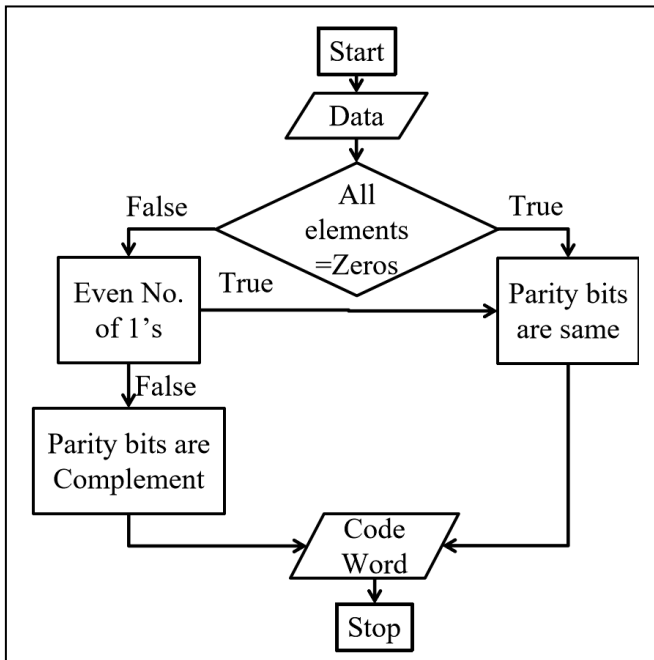 Start
Data
All
elements
=Zeros
False
True
Even No.
of 1's
True
Parity bits
are same
False
Parity bits are
Complement
Code
Word
Stop